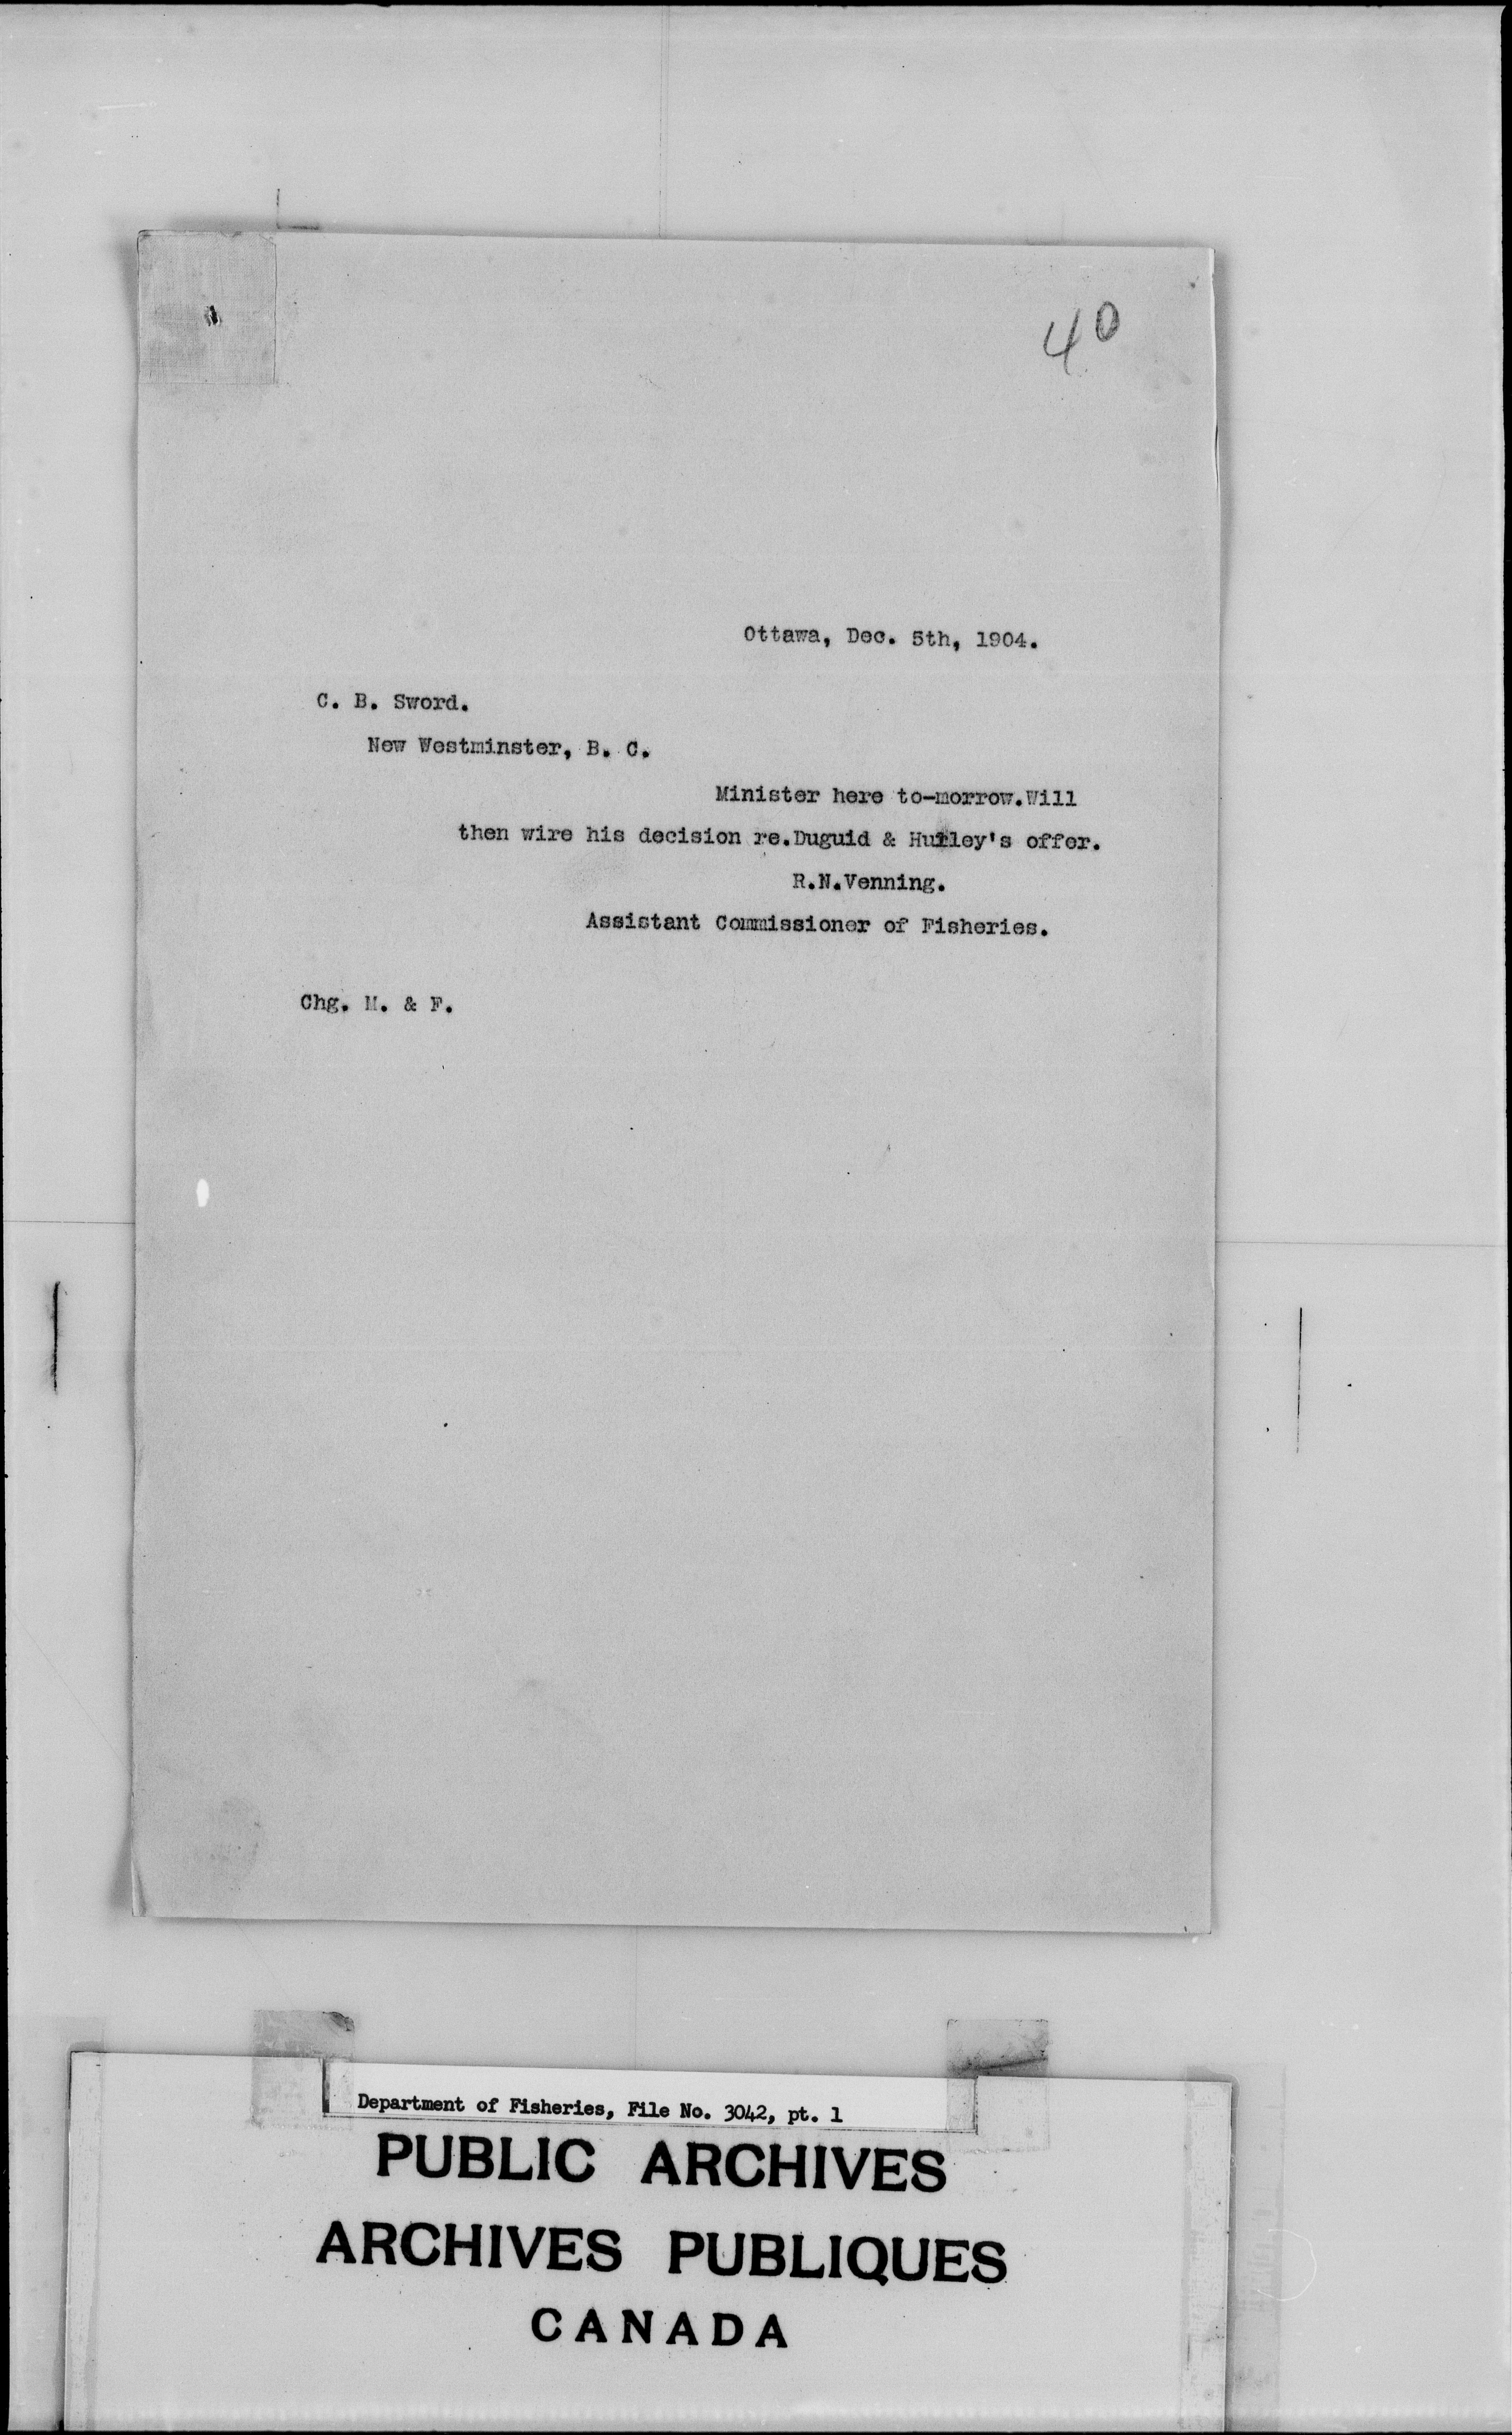 40
Ottawa, Dec. 5th, 1904.
C. B. Sword.
New Westminster, B. C.
Minister here to-morrow.Will
then wire his decision re.Duguid & Hurley's offer.
R.N.Venning.
Assistant Commissioner of Fisheries.
Chg. M. & F.
Department of Fisheries, File No. 3042, pt. 1
PUBLIC ARCHIVES
ARCHIVES PUBLIQUES
CANADA